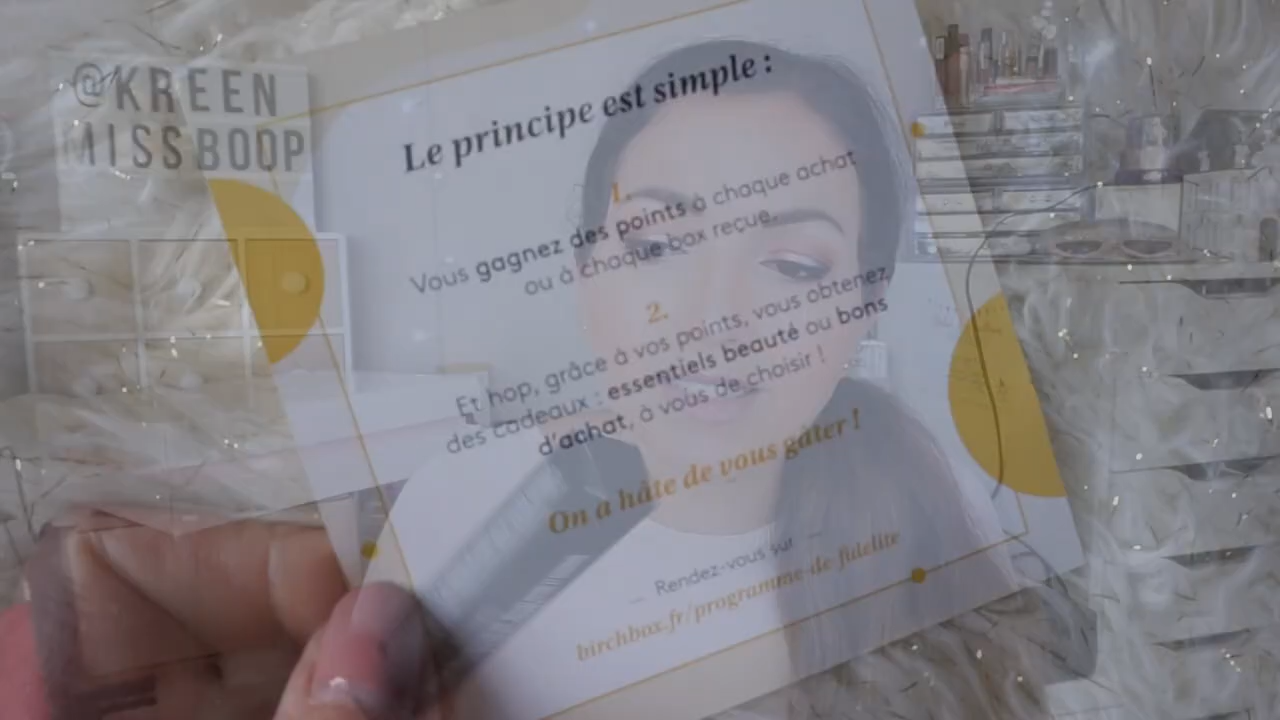 @KREEN
MISS BOOP
Le principe est simple :
1.
Vous gagnez des points à chaque achat
ou à chaque box reçue.
2.
Et hop, grâce à vos points, vous obtenez
des cadeaux : essentiels beauté ou bons
d'achat, à vous de choisir !
On a hâte de vous gâter !
— Rendez-vous sur —
birchbox.fr/programme-de-fidelite